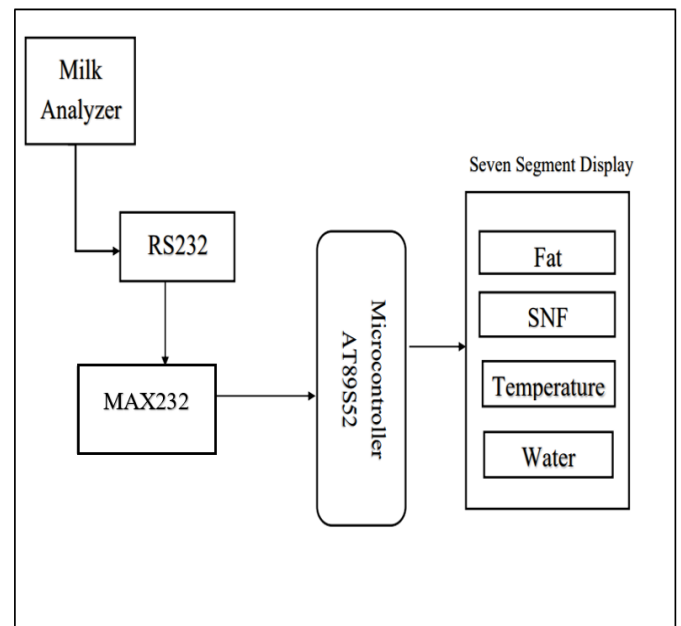 Milk
Analyzer
RS232
MAX232
Microcontroller
AT89S52
Seven Segment Display
Fat
SNF
Temperature
Water